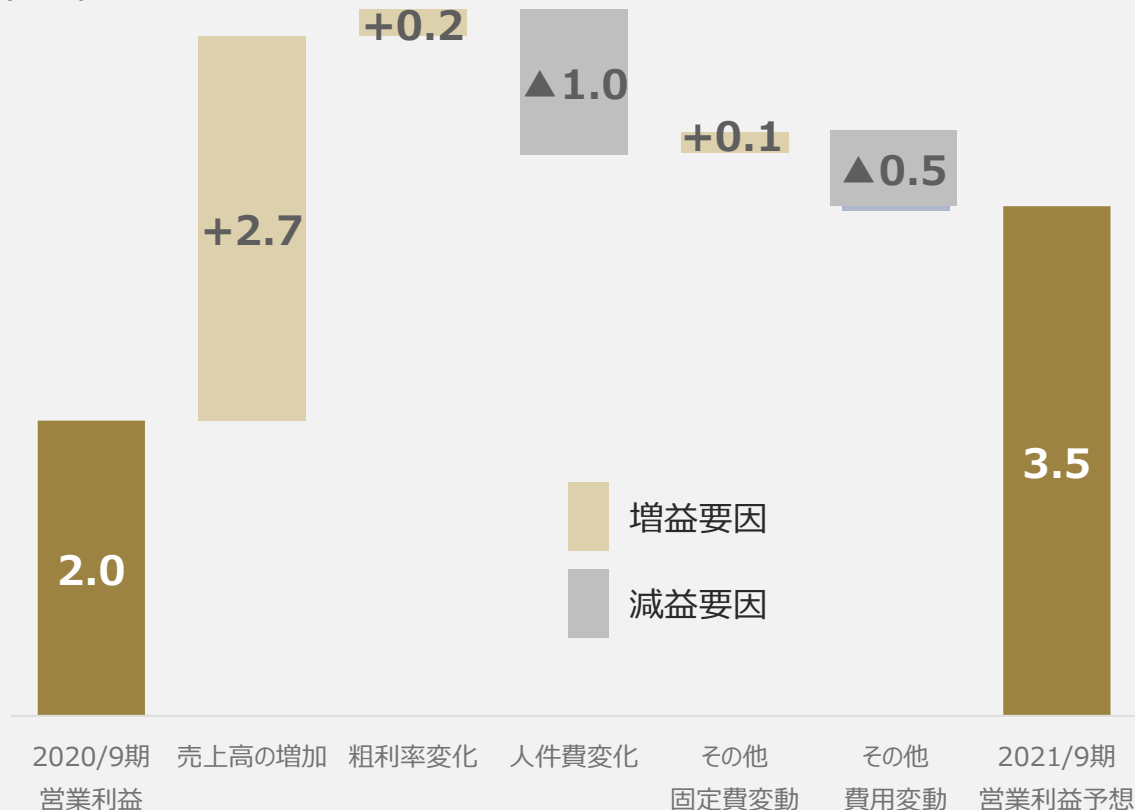 +0.2
▲1.0
+0.1
▲0.5
+2.7
3.5
2.0
増益要因
減益要因
2020/9期
営業利益
売上高の増加
粗利率変化
人件費変化
その他
固定費変動
その他
費用変動
2021/9期
営業利益予想